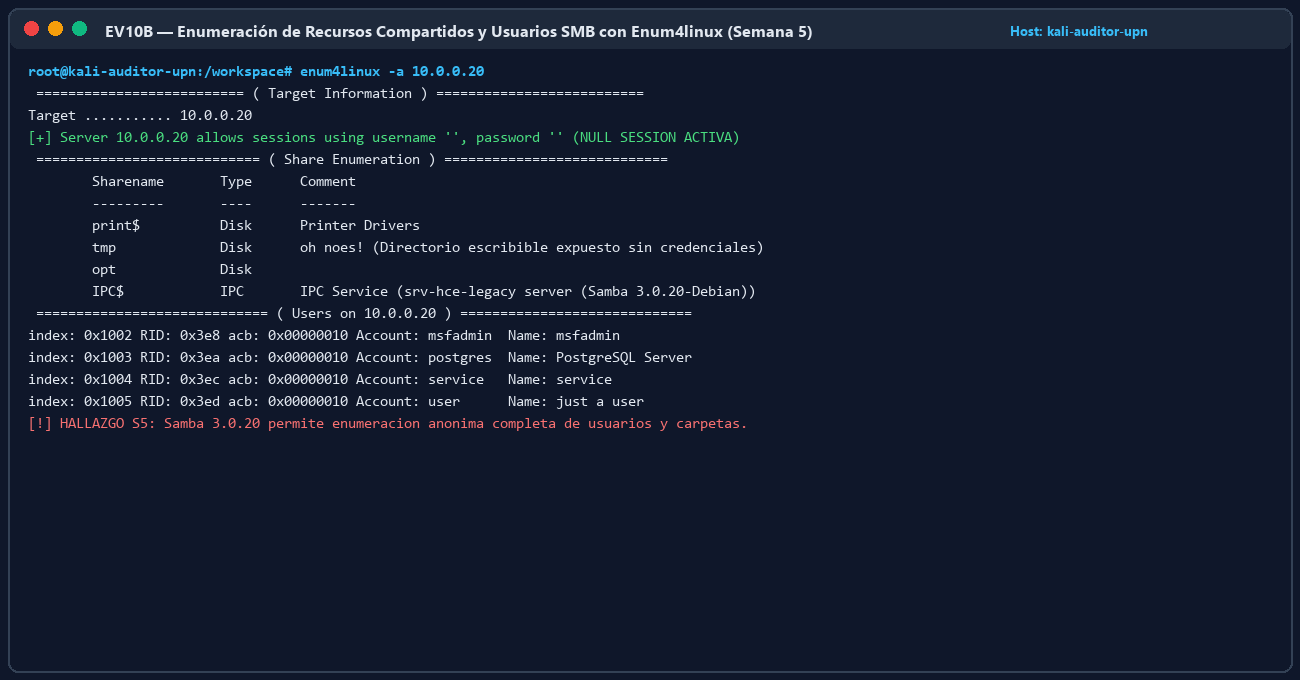 EV10B — Enumeración de Recursos Compartidos y Usuarios SMB con Enum4linux (Semana 5)
Host: kali-auditor-upn
root@kali-auditor-upn:/workspace# enum4linux -a 10.0.0.20
========================== ( Target Information ) ==========================
Target ........... 10.0.0.20
[+] Server 10.0.0.20 allows sessions using username '', password '' (NULL SESSION ACTIVA)
============================ ( Share Enumeration ) ============================
Sharename       Type      Comment
---------       ----      -------
print$          Disk      Printer Drivers
tmp             Disk      oh noes! (Directorio escribible expuesto sin credenciales)
opt             Disk
IPC$            IPC       IPC Service (srv-hce-legacy server (Samba 3.0.20-Debian))
============================= ( Users on 10.0.0.20 ) =============================
index: 0x1002 RID: 0x3e8 acb: 0x00000010 Account: msfadmin  Name: msfadmin
index: 0x1003 RID: 0x3ea acb: 0x00000010 Account: postgres  Name: PostgreSQL Server
index: 0x1004 RID: 0x3ec acb: 0x00000010 Account: service   Name: service
index: 0x1005 RID: 0x3ed acb: 0x00000010 Account: user      Name: just a user
[!] HALLAZGO S5: Samba 3.0.20 permite enumeracion anonima completa de usuarios y carpetas.